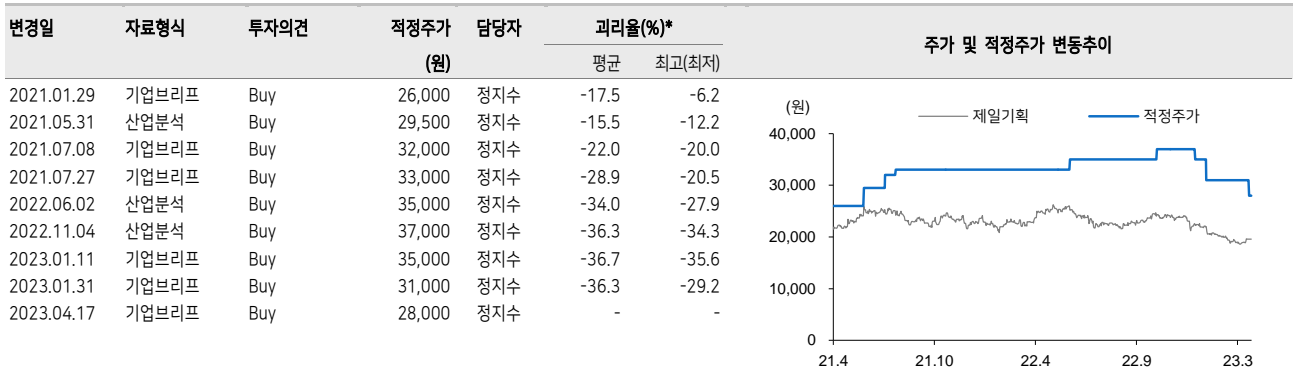 변경일 자료형식 투자의견 적정주가 담당자 괴리율(%)* 주가 및 적정주가 변동추이
(원) 평균 최고(최저)
2021.01.29 기업브리프 Buy 26,000 정지수 -17.5 -6.2
2021.05.31 산업분석 Buy 29,500 정지수 -15.5 -12.2
2021.07.08 기업브리프 Buy 32,000 정지수 -22.0 -20.0
2021.07.27 기업브리프 Buy 33,000 정지수 -28.9 -20.5
2022.06.02 산업분석 Buy 35,000 정지수 -34.0 -27.9
2022.11.04 산업분석 Buy 37,000 정지수 -36.3 -34.3
2023.01.11 기업브리프 Buy 35,000 정지수 -36.7 -35.6
2023.01.31 기업브리프 Buy 31,000 정지수 -36.3 -29.2
2023.04.17 기업브리프 Buy 28,000 정지수 - -
(원)
제일기획 적정주가
40,000
30,000
20,000
10,000
0
21.4 21.10 22.4 22.9 23.3